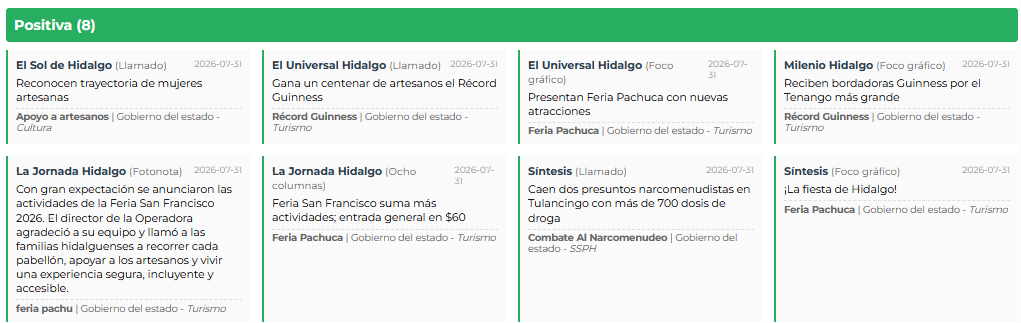 Positiva (8)
El Sol de Hidalgo (Llamado) 2026-07-31
Reconocen trayectoria de mujeres
artesanas
Apoyo a artesanos | Gobierno del estado -
Cultura
El Universal Hidalgo (Llamado) 2026-07-31
Gana un centenar de artesanos el Récord
Guinness
Récord Guinness | Gobierno del estado -
Turismo
El Universal Hidalgo (Foco 2026-07-
gráfico) 31
Presentan Feria Pachuca con nuevas
atracciones
Feria Pachuca | Gobierno del estado - Turismo
Milenio Hidalgo (Foco gráfico) 2026-07-31
Reciben bordadoras Guinness por el
Tenango más grande
Récord Guinness | Gobierno del estado -
Turismo
La Jornada Hidalgo (Fotonota) 2026-07-31
Con gran expectación se anunciaron las
actividades de la Feria San Francisco
2026. El director de la Operadora
agradeció a su equipo y llamó a las
familias hidalguenses a recorrer cada
pabellón, apoyar a los artesanos y vivir
una experiencia segura, incluyente y
accesible.
feria pachu | Gobierno del estado - Turismo
La Jornada Hidalgo (Ocho 2026-07-
columnas) 31
Feria San Francisco suma más
actividades; entrada general en $60
Feria Pachuca | Gobierno del estado - Turismo
Síntesis (Llamado) 2026-07-31
Caen dos presuntos narcomenudistas en
Tulancingo con más de 700 dosis de
droga
Combate Al Narcomenudeo | Gobierno del
estado - SSPH
Síntesis (Foco gráfico) 2026-07-31
¡La fiesta de Hidalgo!
Feria Pachuca | Gobierno del estado - Turismo